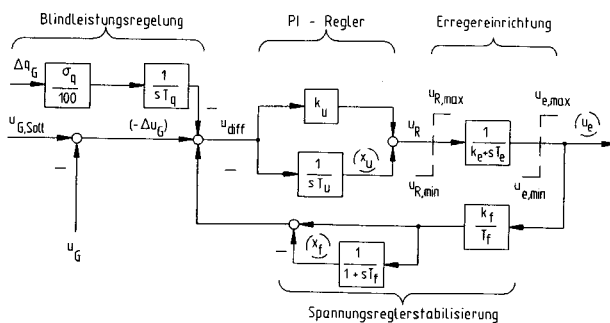 Blindleistungsregelung
PI - Regler
Erregereinrichtung
Δq_G
σ_q
100
1
sT_q
−
u_G,Soll
(-Δu_G)
u_diff
−
−
u_G
k_u
1
sT_u
(x_u)
u_R
u_R,max
u_R,min
1
k_e+sT_e
u_e,max
u_e,min
(u_e)
k_f
T_f
−
(x_f)
1
1+sT_f
Spannungsreglerstabilisierung